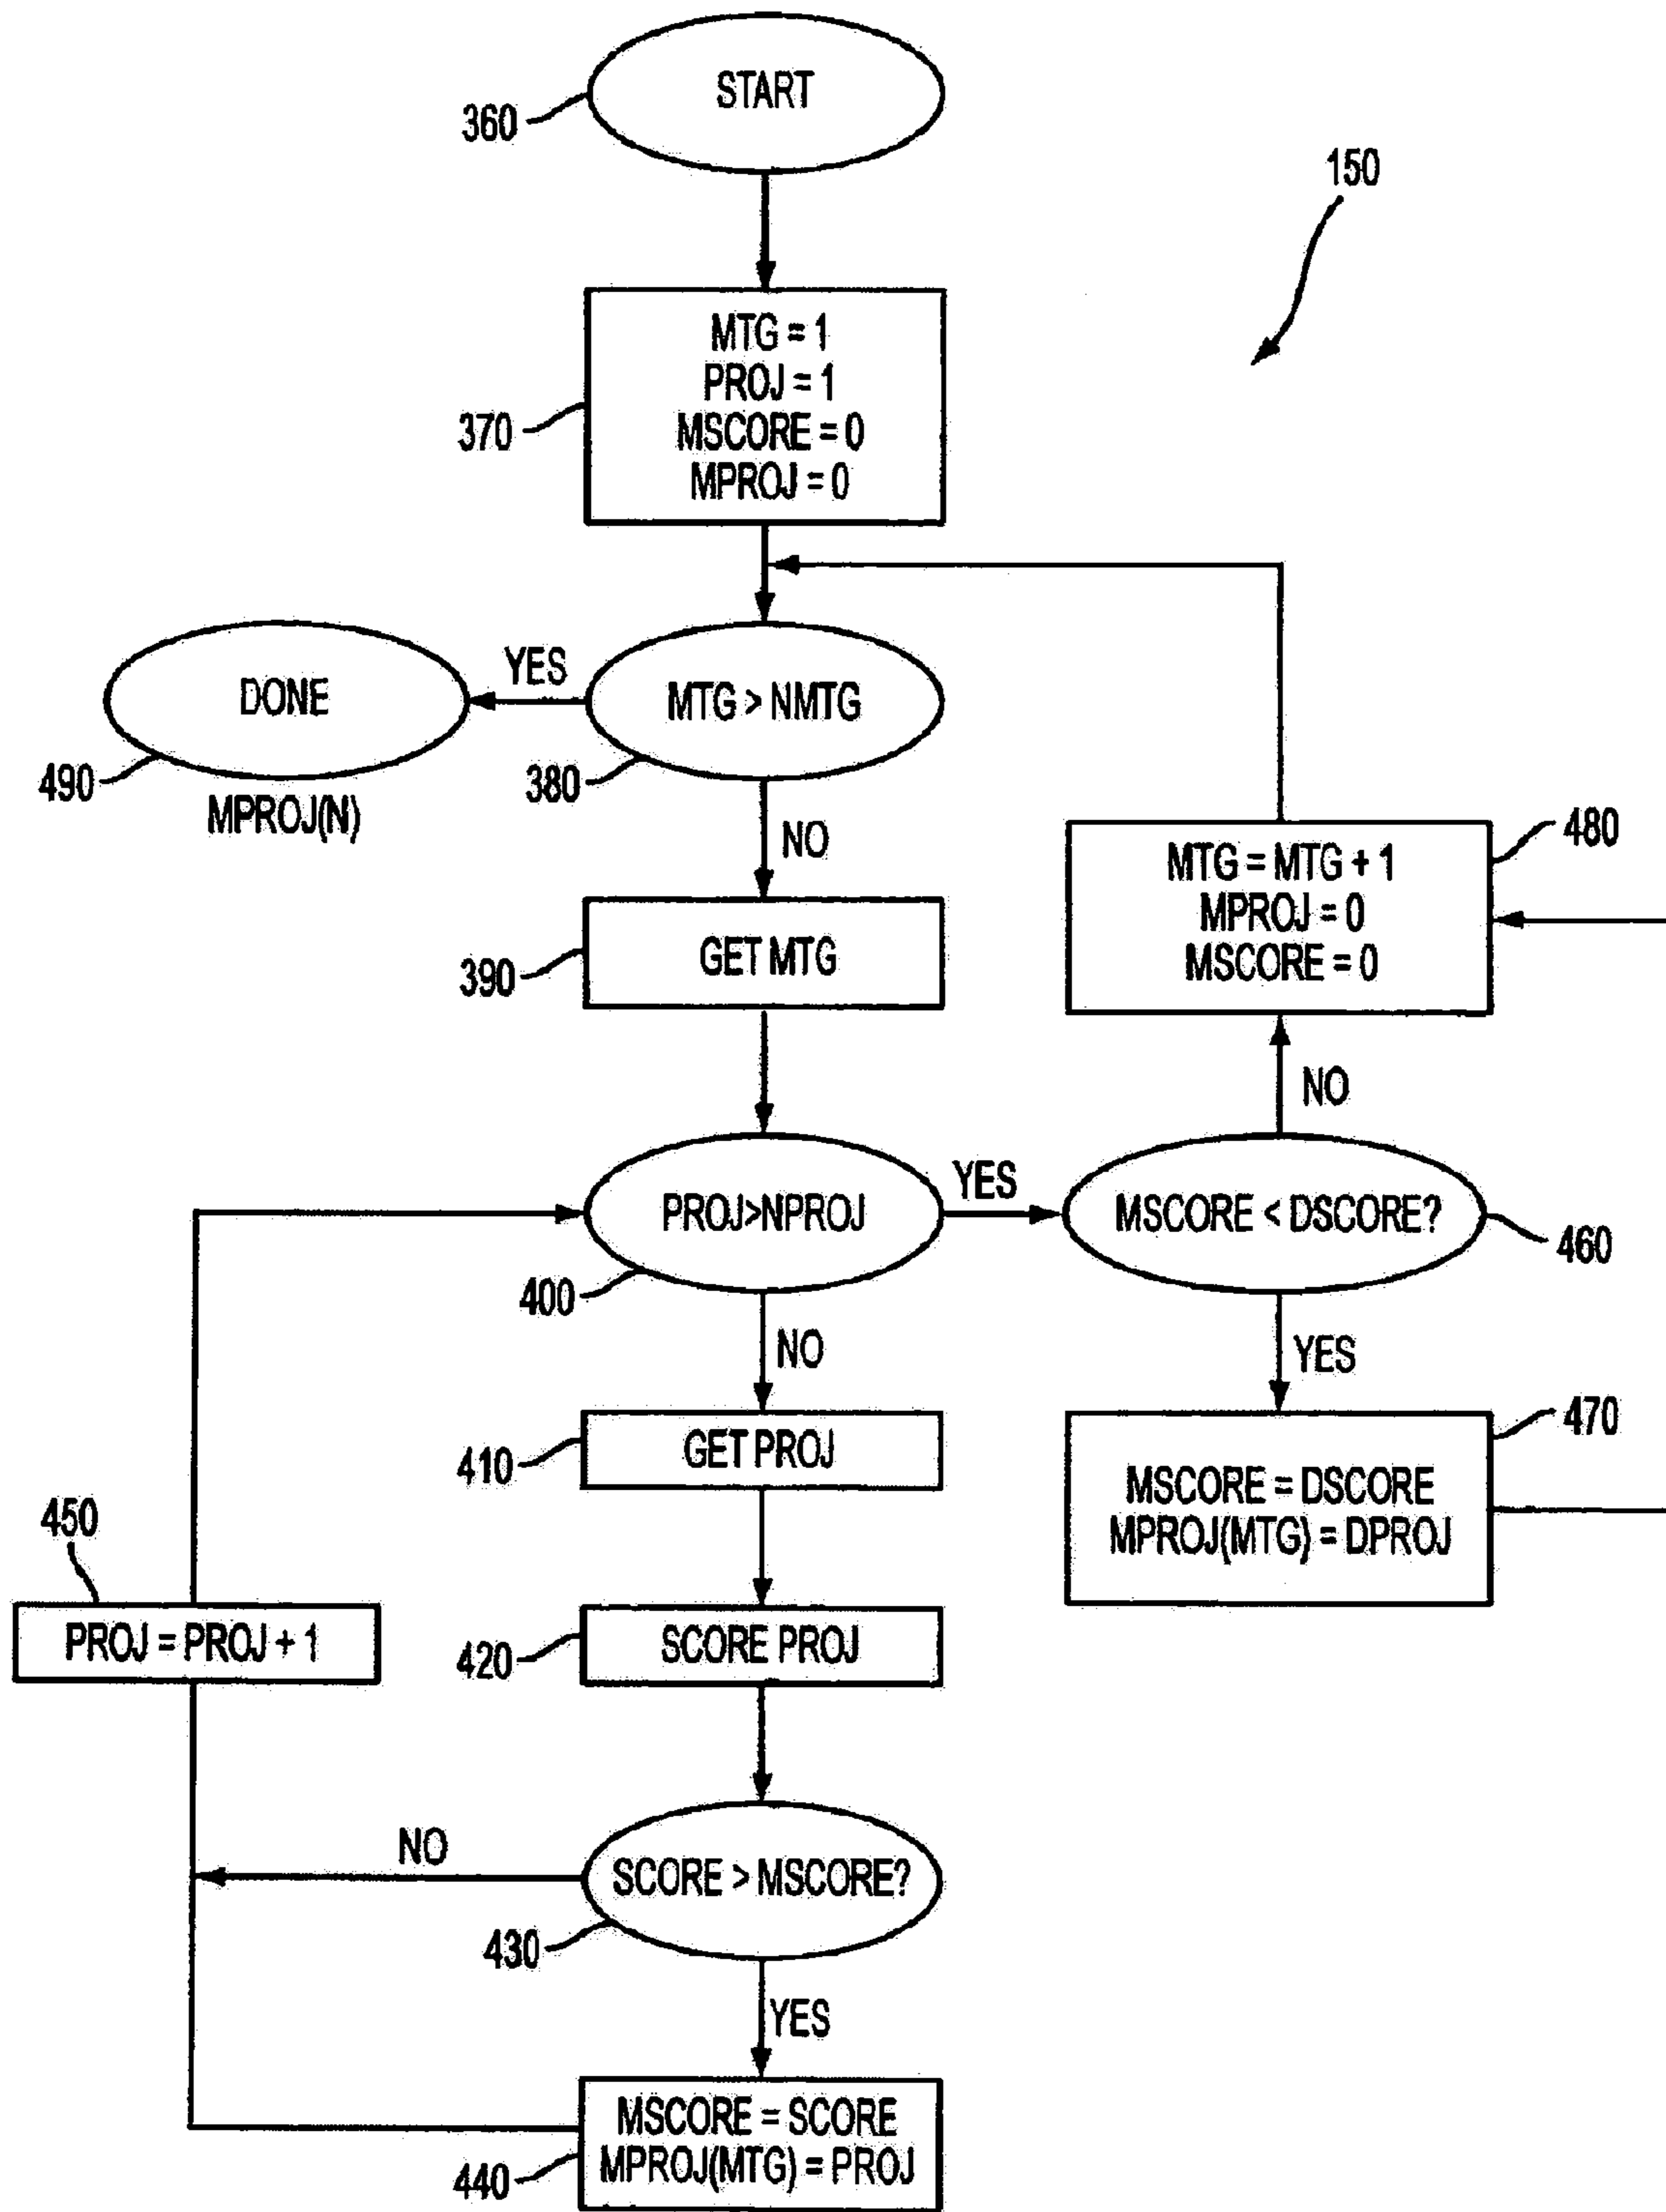 START
360
150
MTG = 1
PROJ = 1
MSCORE = 0
MPROJ = 0
370
DONE
490
MPROJ(N)
YES
MTG > NMTG
380
NO
GET MTG
390
MTG = MTG + 1
MPROJ = 0
MSCORE = 0
480
NO
PROJ>NPROJ
400
YES
MSCORE < DSCORE?
460
NO
YES
GET PROJ
410
MSCORE = DSCORE
MPROJ(MTG) = DPROJ
470
450
PROJ = PROJ + 1
SCORE PROJ
420
NO
SCORE > MSCORE?
430
YES
MSCORE = SCORE
MPROJ(MTG) = PROJ
440